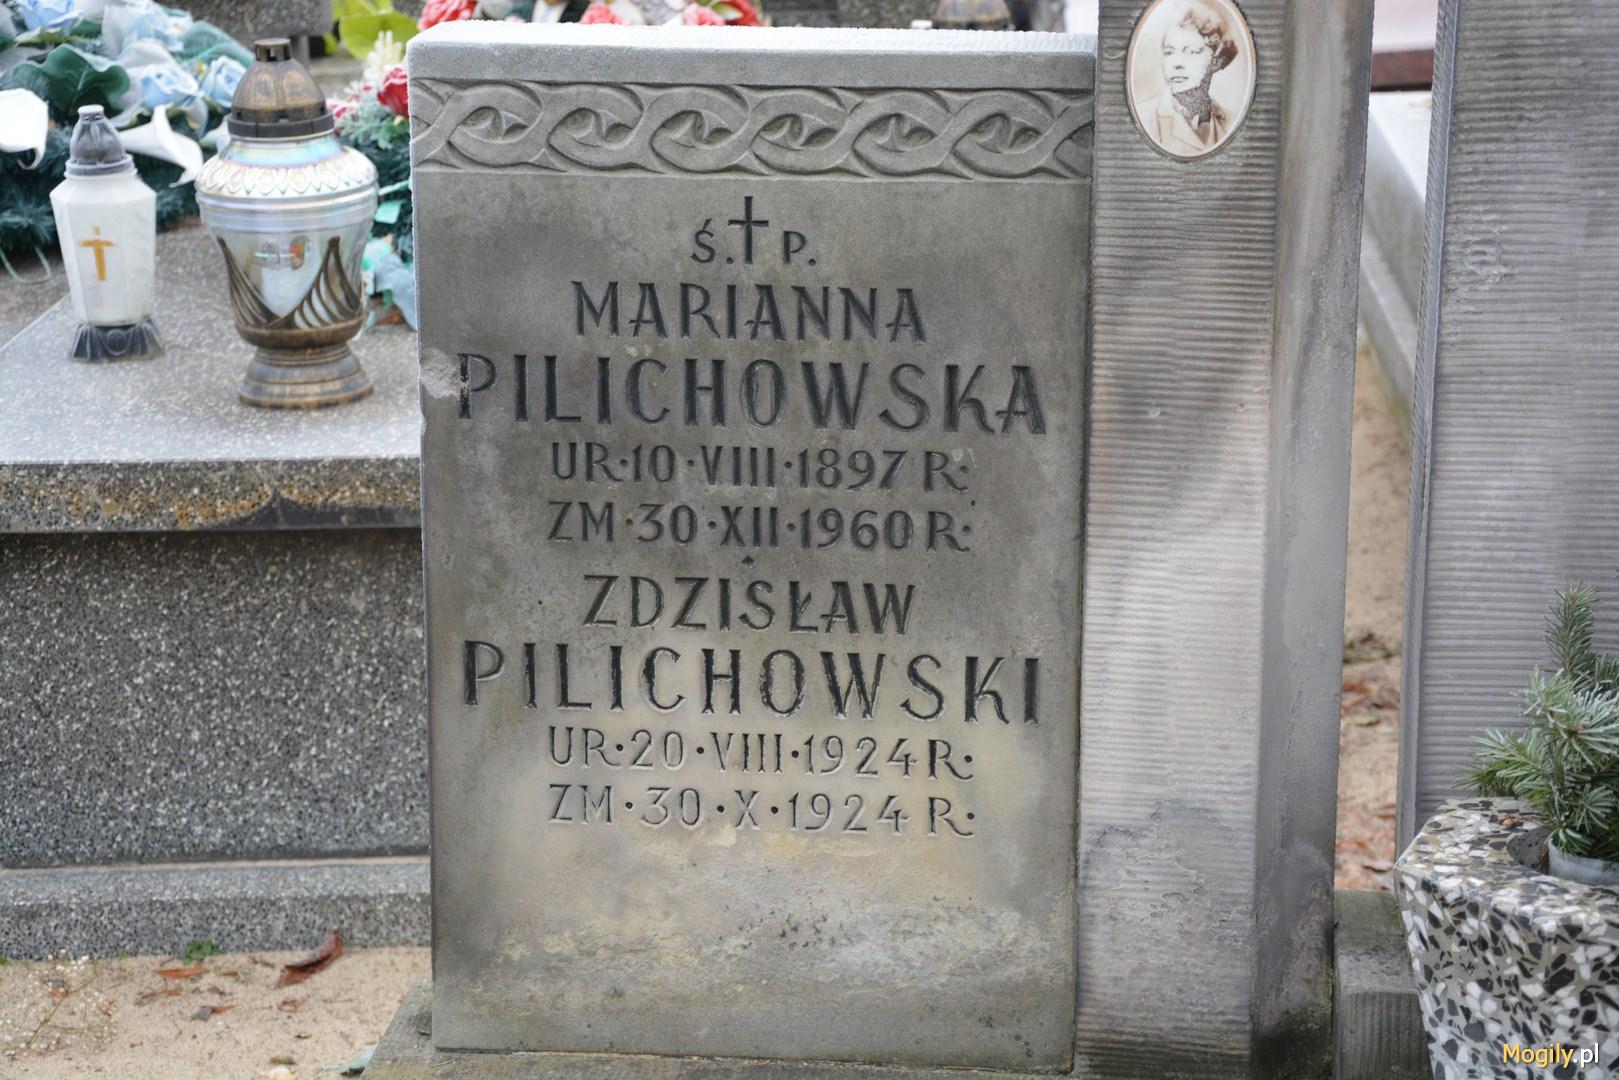 Ś.✝P.
MARIANNA
PILICHOWSKA
UR·10·VIII·1897 R·
ZM·30·XII·1960 R·
ZDZISŁAW
PILICHOWSKI
UR·20·VIII·1924 R·
ZM·30·X·1924 R·
Mogily.pl